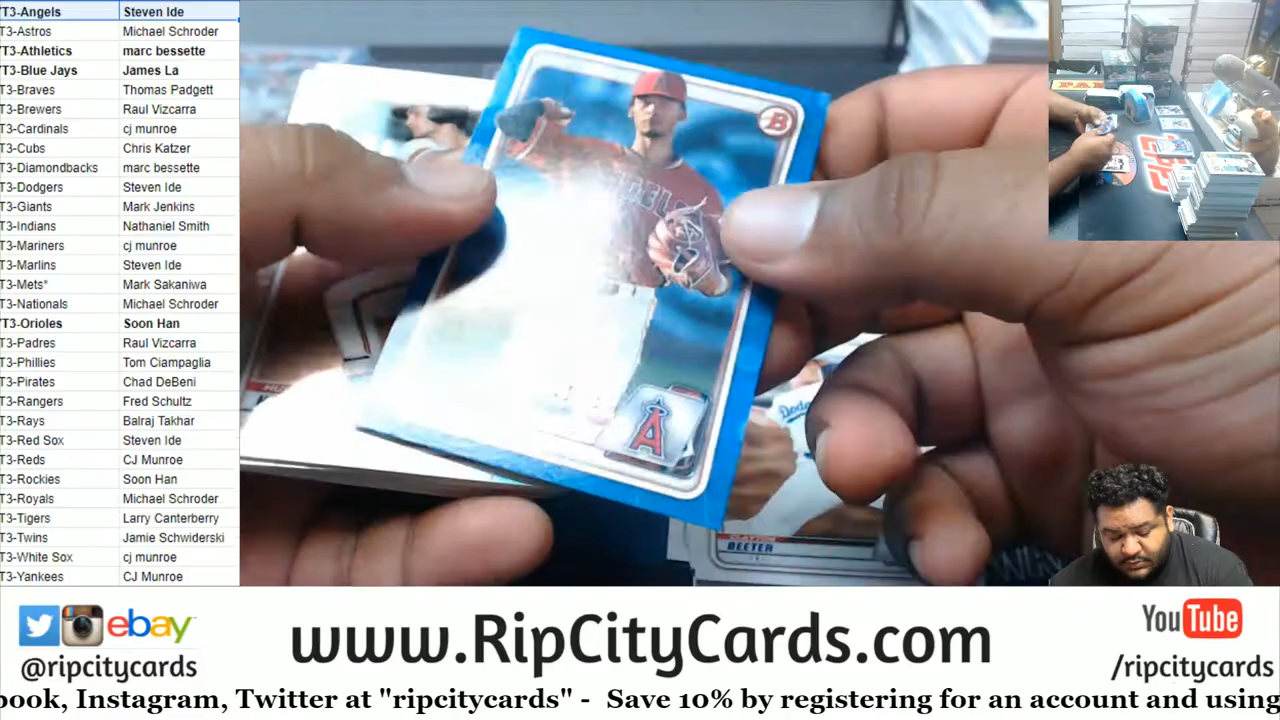 T3-Angels Steven Ide
T3-Astros Michael Schroder
T3-Athletics marc bessette
T3-Blue Jays James La
T3-Braves Thomas Padgett
T3-Brewers Raul Vizcarra
T3-Cardinals cj munroe
T3-Cubs Chris Katzer
T3-Diamondbacks marc bessette
T3-Dodgers Steven Ide
T3-Giants Mark Jenkins
T3-Indians Nathaniel Smith
T3-Mariners cj munroe
T3-Marlins Steven Ide
T3-Mets* Mark Sakaniwa
T3-Nationals Michael Schroder
T3-Orioles Soon Han
T3-Padres Raul Vizcarra
T3-Phillies Tom Ciampaglia
T3-Pirates Chad DeBeni
T3-Rangers Fred Schultz
T3-Rays Balraj Takhar
T3-Red Sox Steven Ide
T3-Reds CJ Munroe
T3-Rockies Soon Han
T3-Royals Michael Schroder
T3-Tigers Larry Canterberry
T3-Twins Jamie Schwiderski
T3-White Sox cj munroe
T3-Yankees CJ Munroe
B
A
Dodg
CLAYTON
BEETER
ebay
@ripcitycards
www.RipCityCards.com
YouTube
/ripcitycards
book, Instagram, Twitter at "ripcitycards" - Save 10% by registering for an account and using